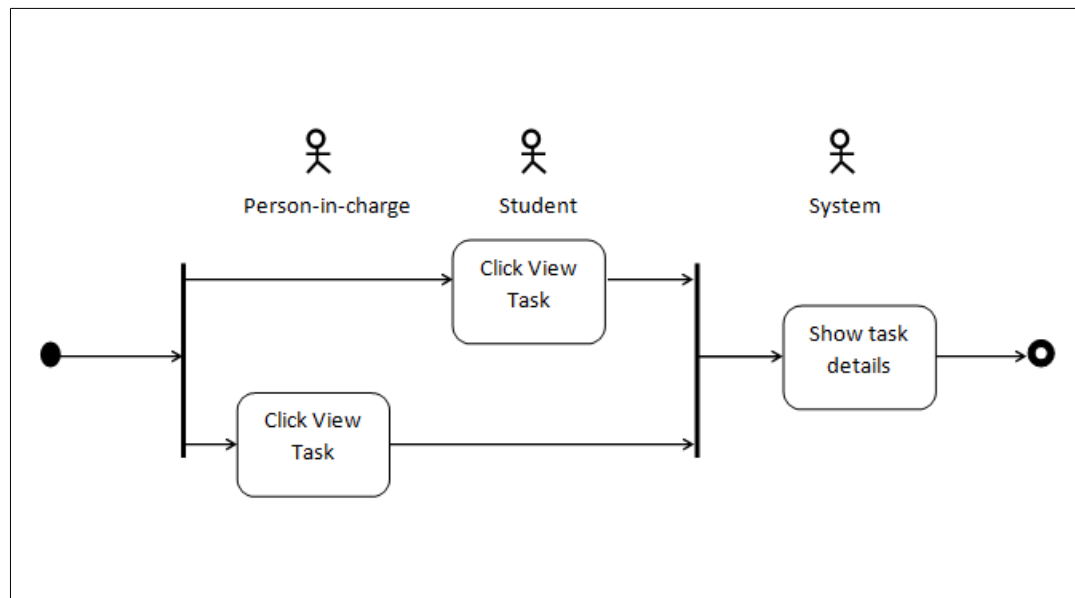 Person-in-charge
Student
System
Click View
Task
Show task
details
Click View
Task